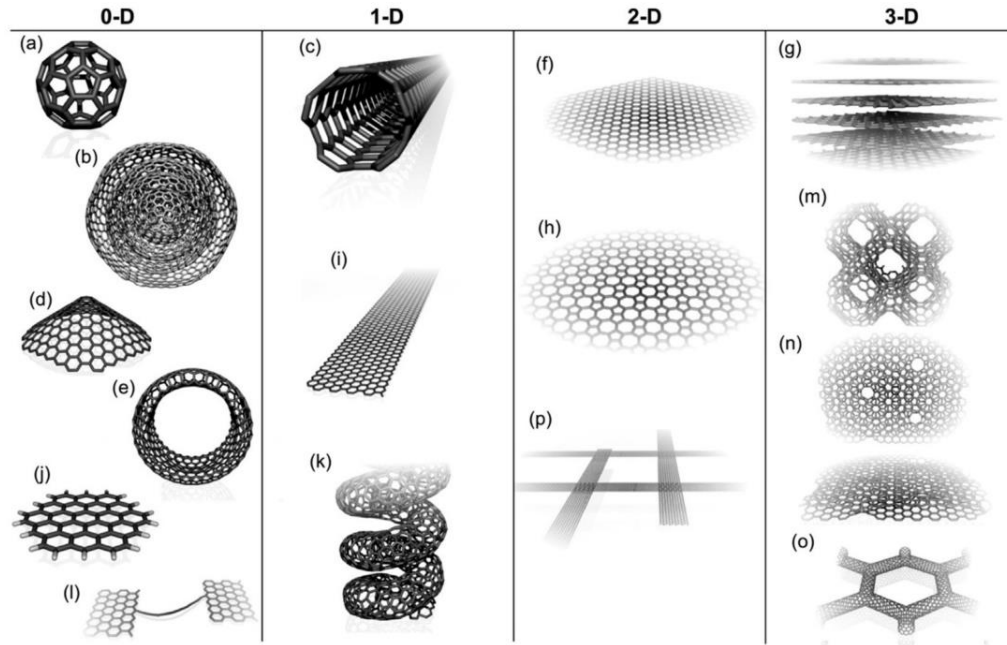 0-D 1-D 2-D 3-D
(a)
(b)
(d)
(e)
(j)
(l)
(c)
(i)
(k)
(f)
(h)
(p)
(g)
(m)
(n)
(o)